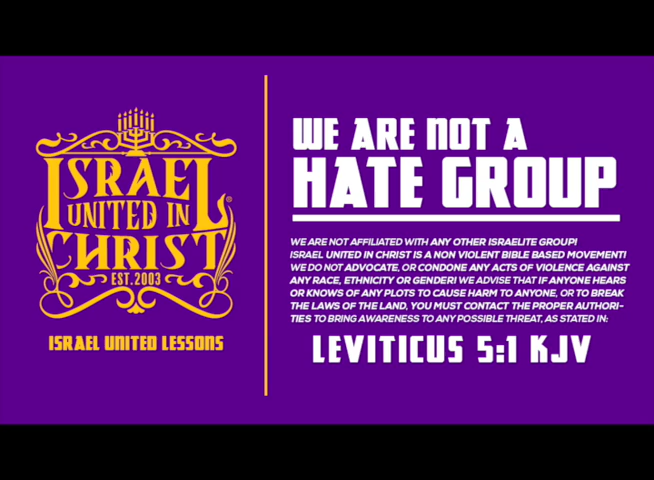 ISRAEL
UNITED IN
CHRIST
EST. 2003
ISRAEL UNITED LESSONS
WE ARE NOT A
HATE GROUP
WE ARE NOT AFFILIATED WITH ANY OTHER ISRAELITE GROUP!
ISRAEL UNITED IN CHRIST IS A NON VIOLENT BIBLE BASED MOVEMENT!
WE DO NOT ADVOCATE, OR CONDONE ANY ACTS OF VIOLENCE AGAINST
ANY RACE, ETHNICITY OR GENDER! WE ADVISE THAT IF ANYONE HEARS
OR KNOWS OF ANY PLOTS TO CAUSE HARM TO ANYONE, OR TO BREAK
THE LAWS OF THE LAND, YOU MUST CONTACT THE PROPER AUTHORI-
TIES TO BRING AWARENESS TO ANY POSSIBLE THREAT, AS STATED IN:
LEVITICUS 5:1 KJV